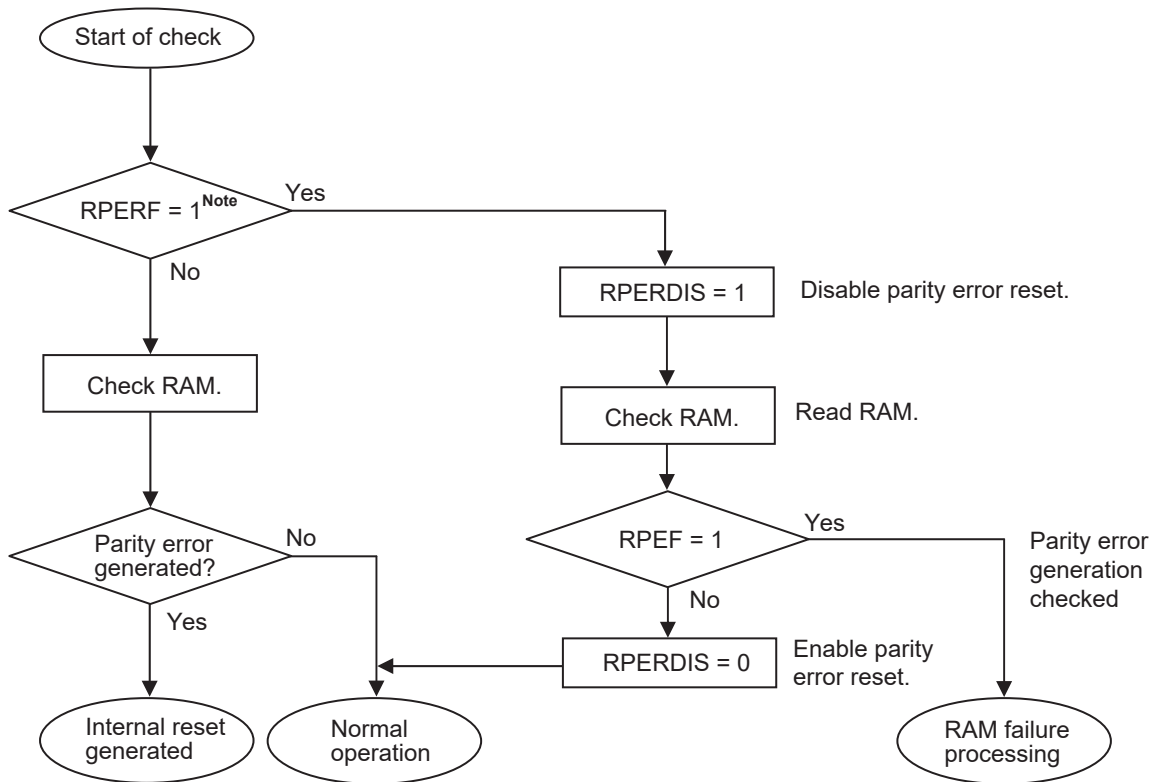 Start of check
RPERF = 1Note
Yes
No
RPERDIS = 1
Disable parity error reset.
Check RAM.
Check RAM.
Read RAM.
Parity error
generated?
No
Yes
RPEF = 1
Yes
No
Parity error
generation
checked
RPERDIS = 0
Enable parity
error reset.
Internal reset
generated
Normal
operation
RAM failure
processing